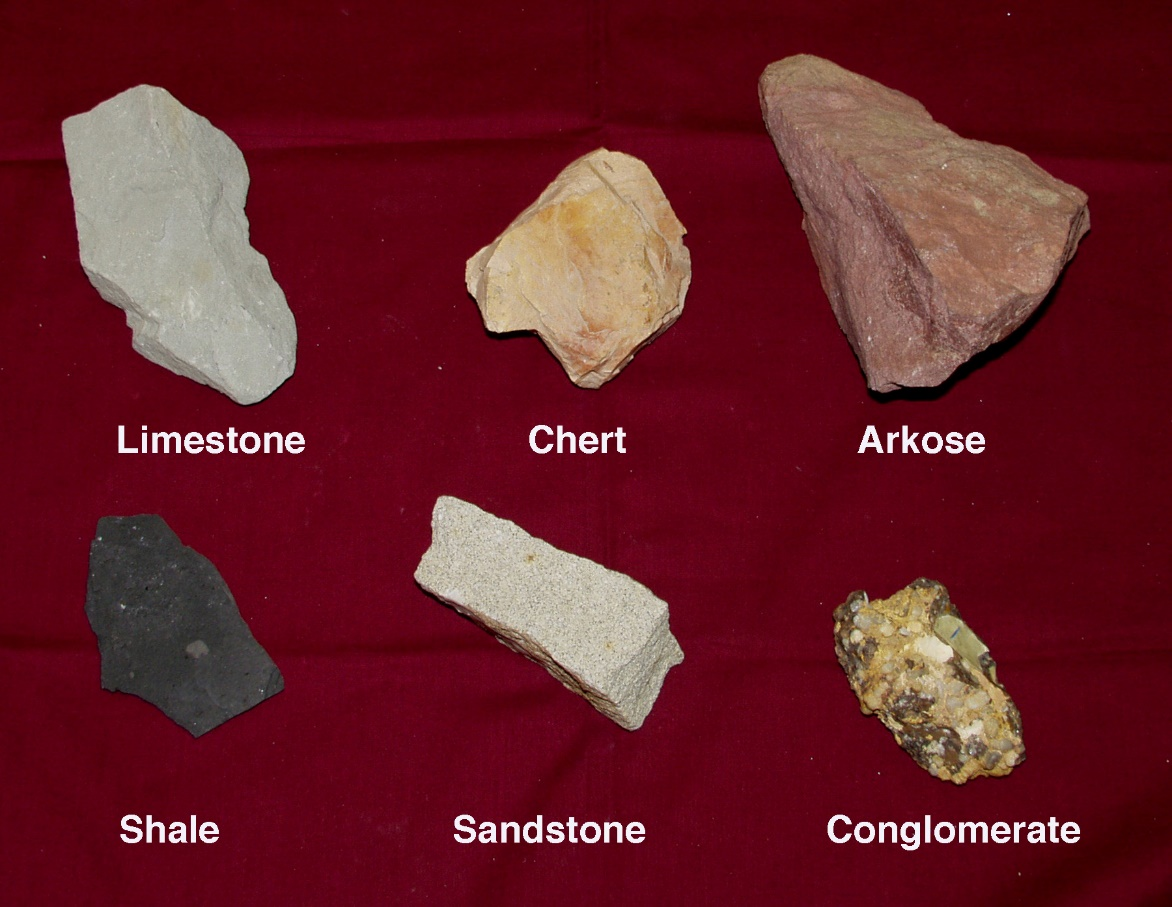 Limestone
Chert
Arkose
Shale
Sandstone
Conglomerate